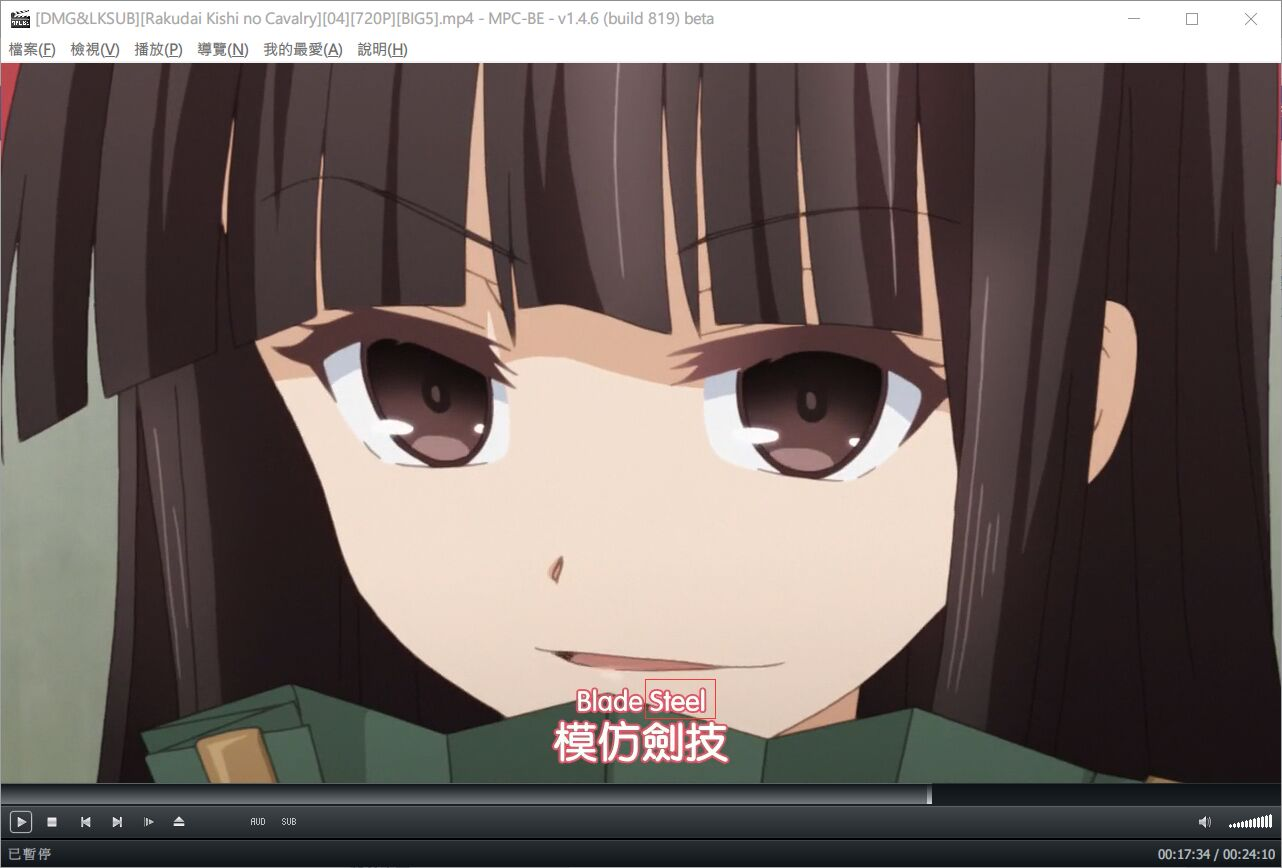 [DMG&LKSUB][Rakudai Kishi no Cavalry][04][720P][BIG5].mp4 - MPC-BE - v1.4.6 (build 819) beta
檔案(F) 檢視(V) 播放(P) 導覽(N) 我的最愛(A) 說明(H)
Blade Steel
模仿劍技
AUD SUB
已暫停 00:17:34 / 00:24:10